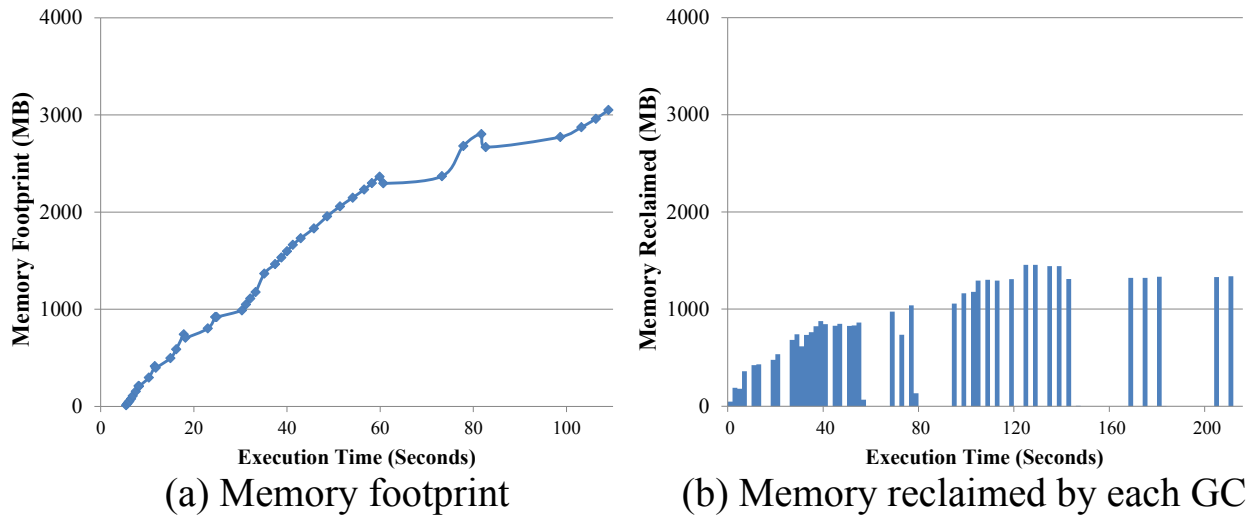 4000
3000
2000
1000
0
Memory Footprint (MB)
0 20 40 60 80 100
Execution Time (Seconds)
(a) Memory footprint
4000
3000
2000
1000
0
Memory Reclaimed (MB)
0 40 80 120 160 200
Execution Time (Seconds)
(b) Memory reclaimed by each GC